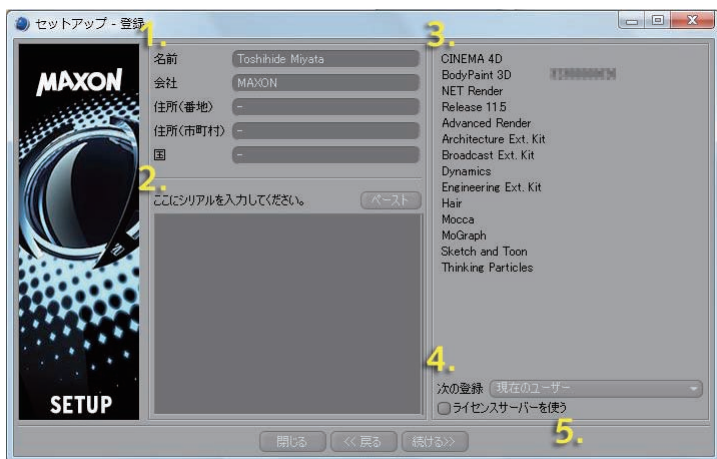 セットアップ - 登録
1.
名前 Toshihide Miyata
会社 MAXON
住所(番地) -
住所(市町村) -
国 -
2.
ここにシリアルを入力してください。 ペースト
MAXON
SETUP
3.
CINEMA 4D
BodyPaint 3D
NET Render
Release 11.5
Advanced Render
Architecture Ext. Kit
Broadcast Ext. Kit
Dynamics
Engineering Ext. Kit
Hair
Mocca
MoGraph
Sketch and Toon
Thinking Particles
4.
次の登録 現在のユーザー
ライセンスサーバーを使う
5.
閉じる << 戻る 続ける>>